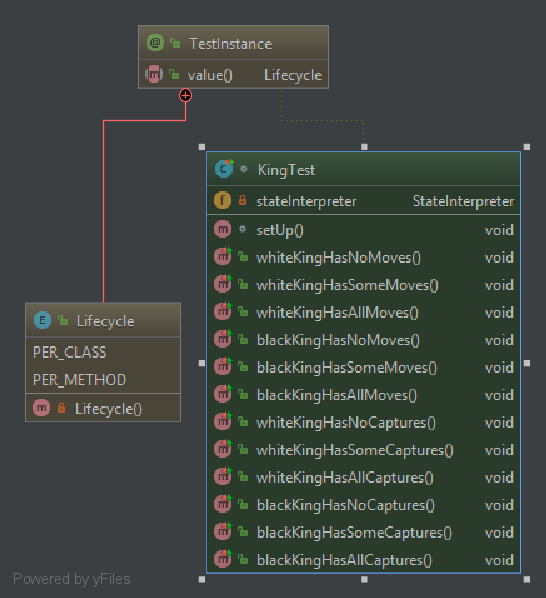 @ TestInstance
m value() Lifecycle
C KingTest
f stateInterpreter StateInterpreter
m setUp() void
m whiteKingHasNoMoves() void
m whiteKingHasSomeMoves() void
m whiteKingHasAllMoves() void
m blackKingHasNoMoves() void
m blackKingHasSomeMoves() void
m blackKingHasAllMoves() void
m whiteKingHasNoCaptures() void
m whiteKingHasSomeCaptures() void
m whiteKingHasAllCaptures() void
m blackKingHasNoCaptures() void
m blackKingHasSomeCaptures() void
m blackKingHasAllCaptures() void
E Lifecycle
PER_CLASS
PER_METHOD
m Lifecycle()
Powered by yFiles